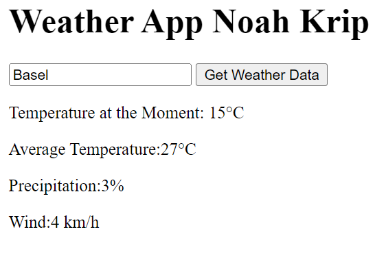 Weather App Noah Krip
Basel Get Weather Data
Temperature at the Moment: 15°C
Average Temperature:27°C
Precipitation:3%
Wind:4 km/h